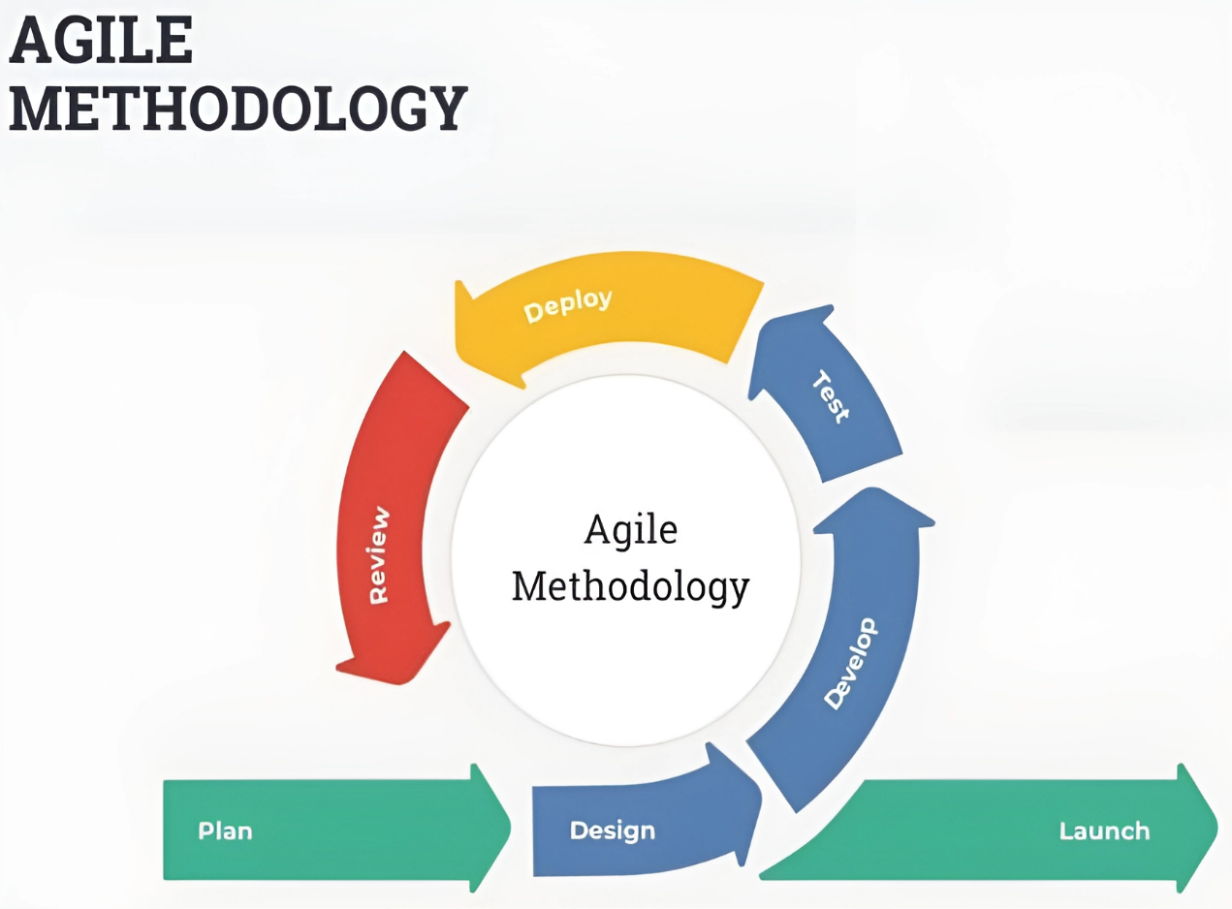 AGILE
METHODOLOGY
Deploy
Test
Review
Agile
Methodology
Develop
Plan
Design
Launch